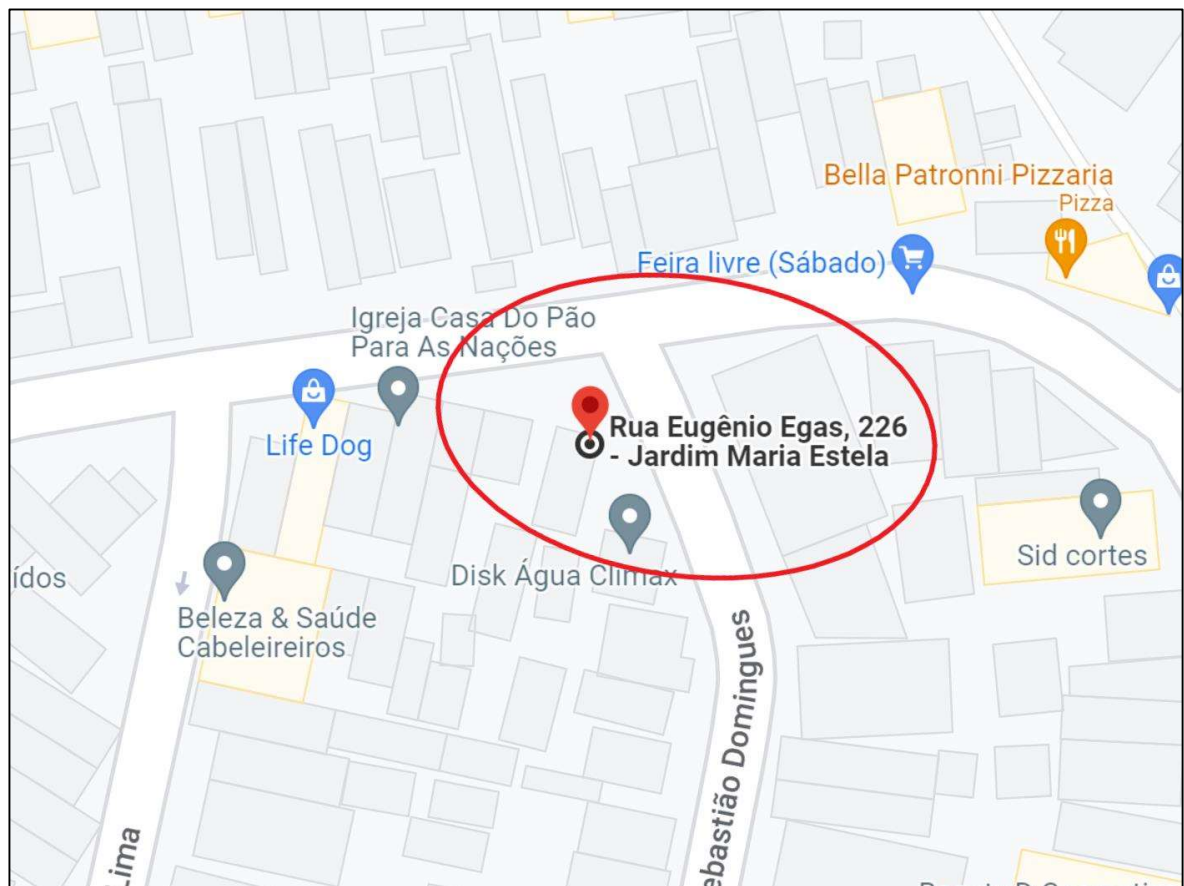 Bella Patronni Pizzaria
Pizza
Feira livre (Sábado)
Igreja Casa Do Pão
Para As Nações
Rua Eugênio Egas, 226
- Jardim Maria Estela
Life Dog
Sid cortes
Disk Água Climax
ídos
Beleza & Saúde
Cabeleireiros
ebastião Domingues
Lima